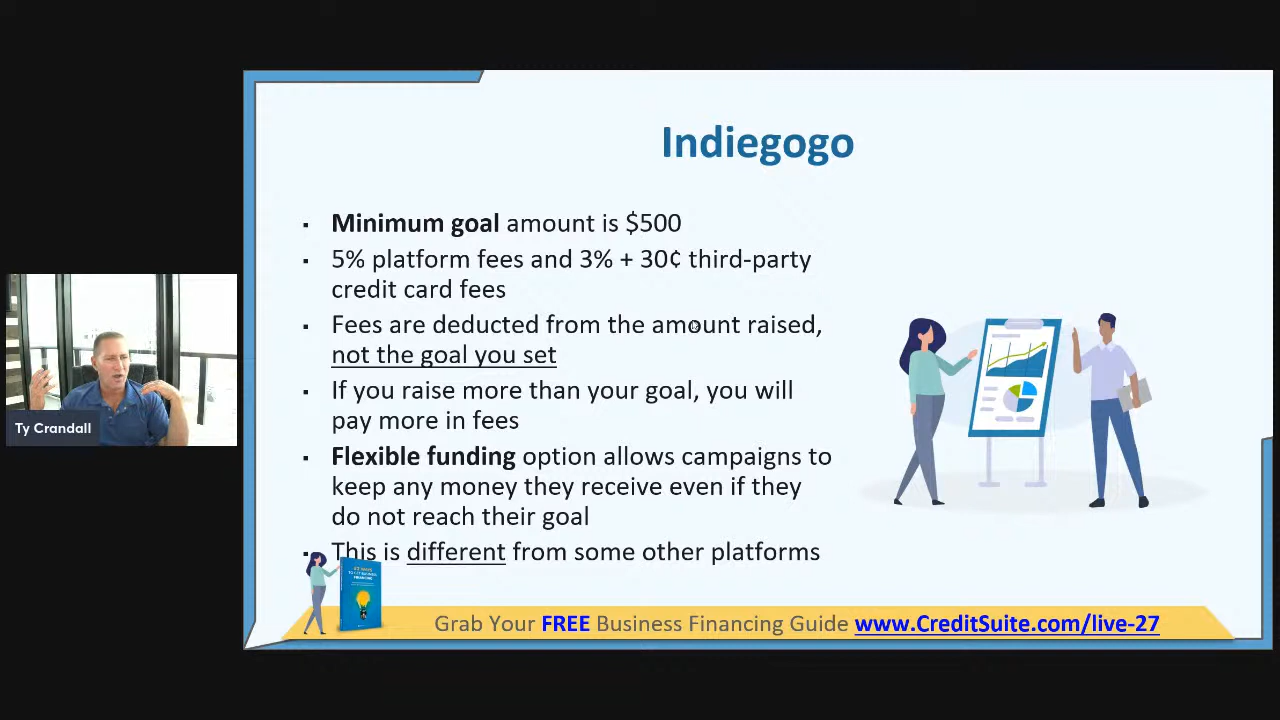 Indiegogo
▪ Minimum goal amount is $500
▪ 5% platform fees and 3% + 30¢ third-party
credit card fees
▪ Fees are deducted from the amount raised,
not the goal you set
▪ If you raise more than your goal, you will
pay more in fees
▪ Flexible funding option allows campaigns to
keep any money they receive even if they
do not reach their goal
▪ This is different from some other platforms
Ty Crandall
Grab Your FREE Business Financing Guide www.CreditSuite.com/live-27